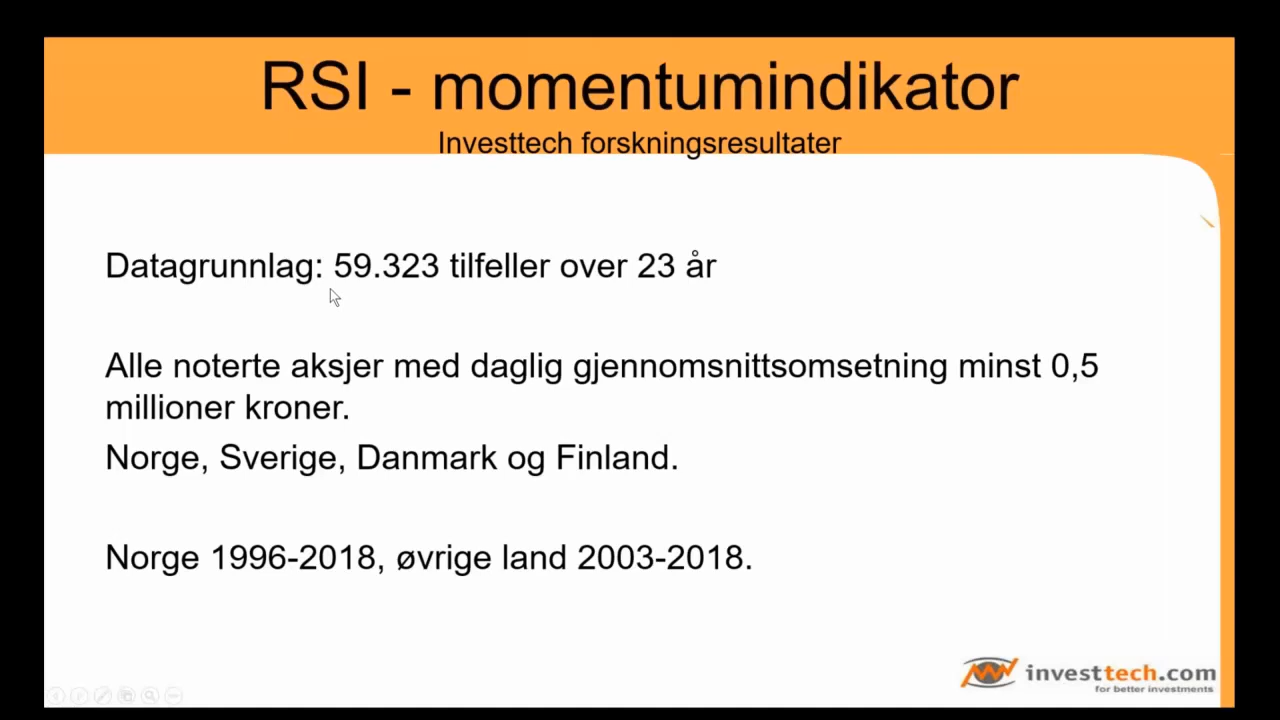 RSI - momentumindikator
Investtech forskningsresultater
Datagrunnlag: 59.323 tilfeller over 23 år
Alle noterte aksjer med daglig gjennomsnittsomsetning minst 0,5
millioner kroner.
Norge, Sverige, Danmark og Finland.
Norge 1996-2018, øvrige land 2003-2018.
investtech.com
for better investments